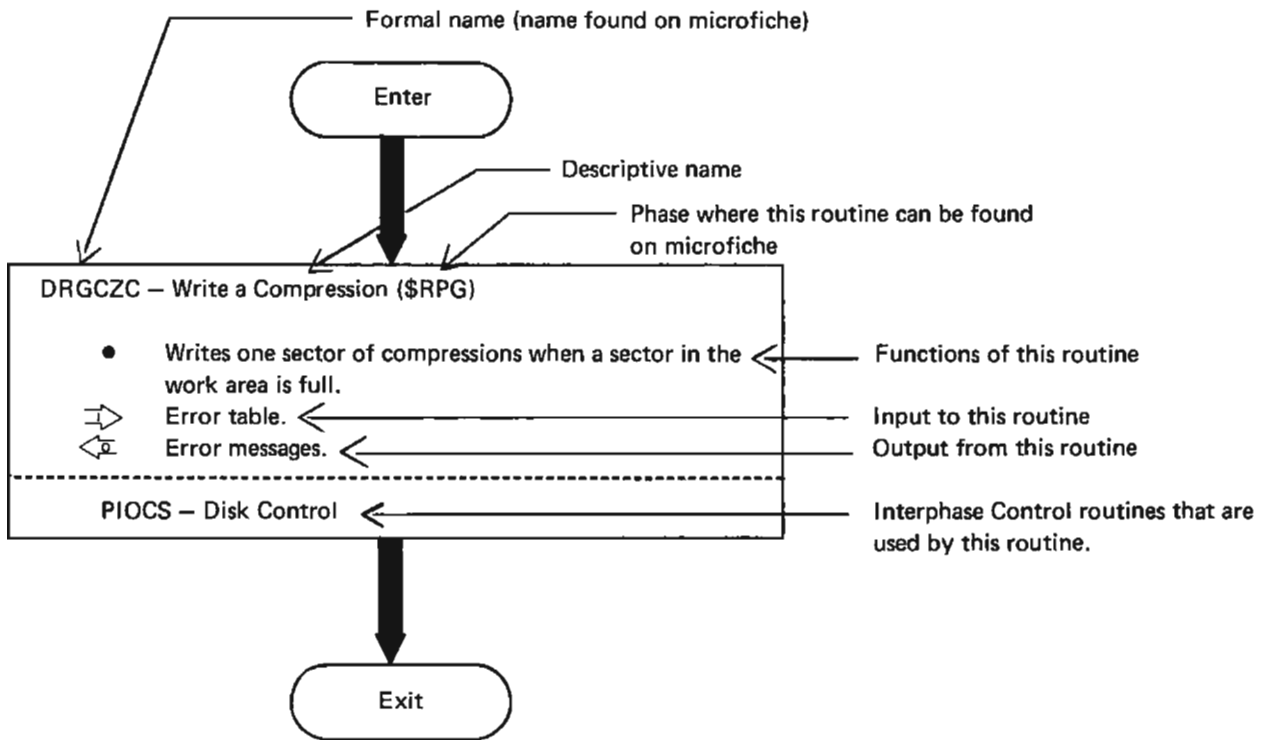 Formal name (name found on microfiche)
Enter
Descriptive name
Phase where this routine can be found
on microfiche
DRGCZC — Write a Compression ($RPG)
● Writes one sector of compressions when a sector in the
work area is full.
Functions of this routine
Error table.
Input to this routine
Error messages.
Output from this routine
PIOCS — Disk Control
Interphase Control routines that are
used by this routine.
Exit